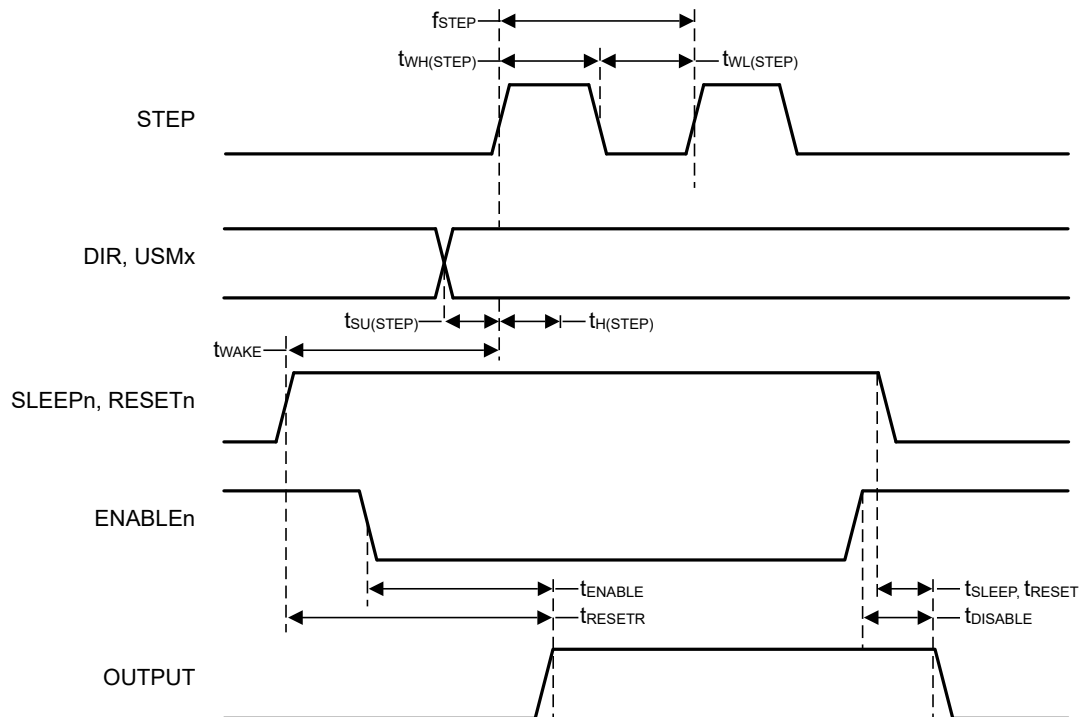 fSTEP
tWH(STEP)
tWL(STEP)
STEP
DIR, USMx
tSU(STEP)
tH(STEP)
tWAKE
SLEEPn, RESETn
ENABLEn
tENABLE
tSLEEP, tRESET
tRESETR
tDISABLE
OUTPUT